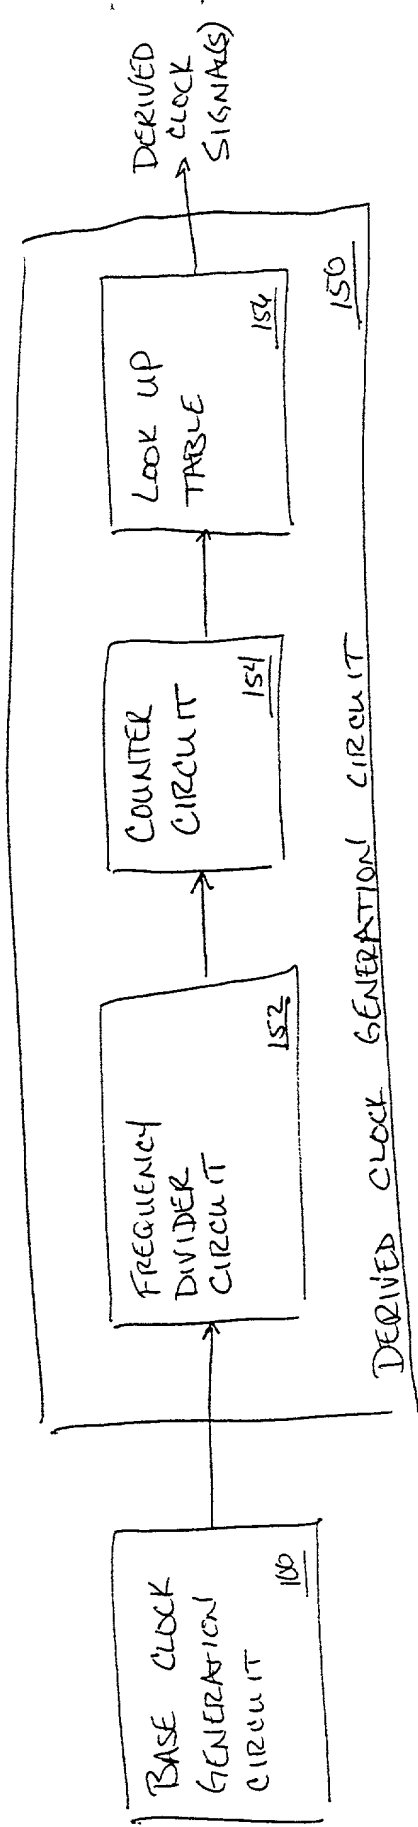 BASE CLOCK
GENERATION
CIRCUIT
100
FREQUENCY
DIVIDER
CIRCUIT
152
COUNTER
CIRCUIT
154
LOOK UP
TABLE
156
DERIVED CLOCK GENERATION CIRCUIT
150
DERIVED
CLOCK
SIGNAL(S)